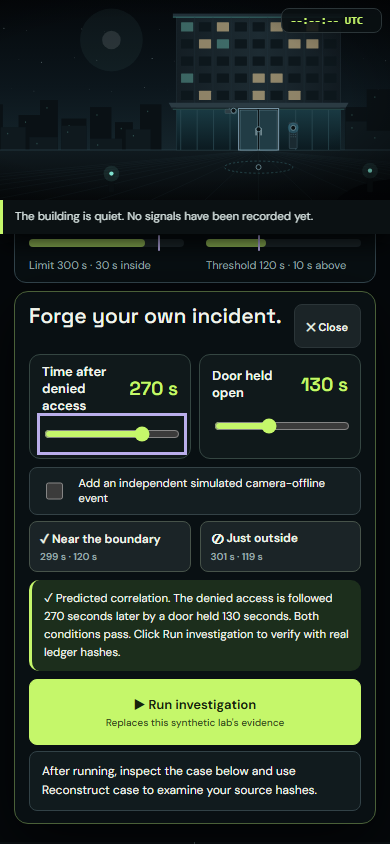 --:--:-- UTC
The building is quiet. No signals have been recorded yet.
Limit 300 s · 30 s inside
Threshold 120 s · 10 s above
Forge your own incident.
✕ Close
Time after denied access
270 s
Door held open
130 s
Add an independent simulated camera-offline event
✓ Near the boundary
299 s · 120 s
⊘ Just outside
301 s · 119 s
✓ Predicted correlation. The denied access is followed
270 seconds later by a door held 130 seconds. Both
conditions pass. Click Run investigation to verify with real
ledger hashes.
▶ Run investigation
Replaces this synthetic lab's evidence
After running, inspect the case below and use
Reconstruct case to examine your source hashes.